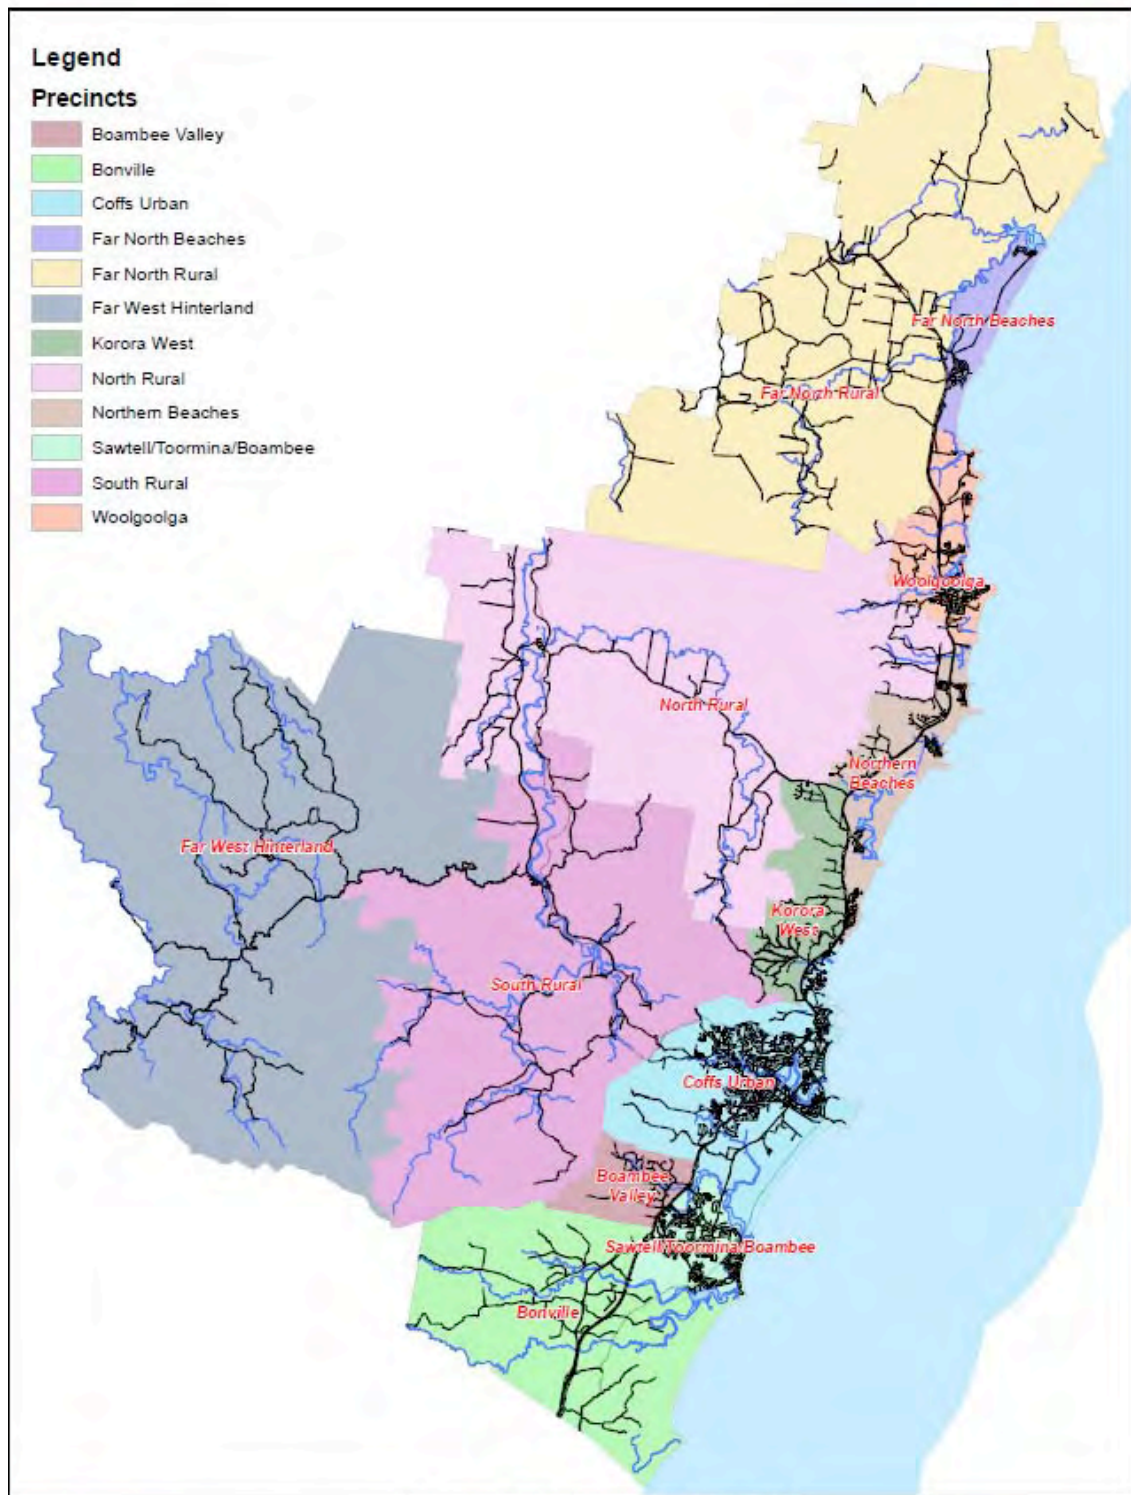 Legend
Precincts
Boambee Valley
Bonville
Coffs Urban
Far North Beaches
Far North Rural
Far West Hinterland
Korora West
North Rural
Northern Beaches
Sawtell/Toormina/Boambee
South Rural
Woolgoolga
Far North Beaches
Far North Rural
Woolgoolga
North Rural
Northern
Beaches
Far West Hinterland
Korora
West
South Rural
Coffs Urban
Boambee
Valley
Sawtell/Toormina/Boambee
Bonville